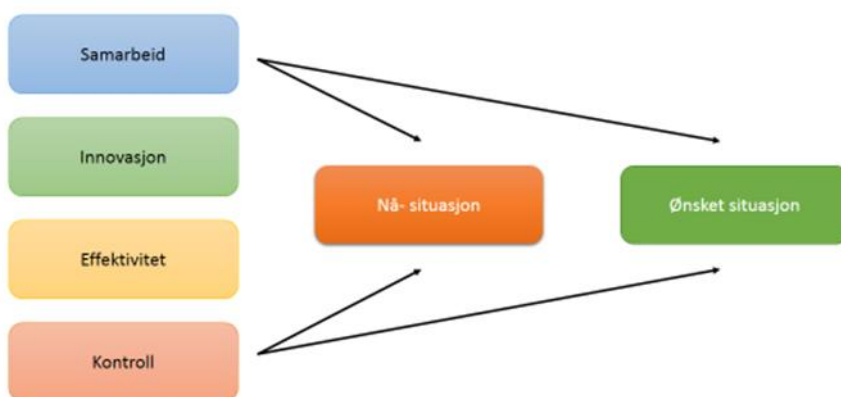 Samarbeid
Innovasjon
Effektivitet
Kontroll
Nå- situasjon
Ønsket situasjon